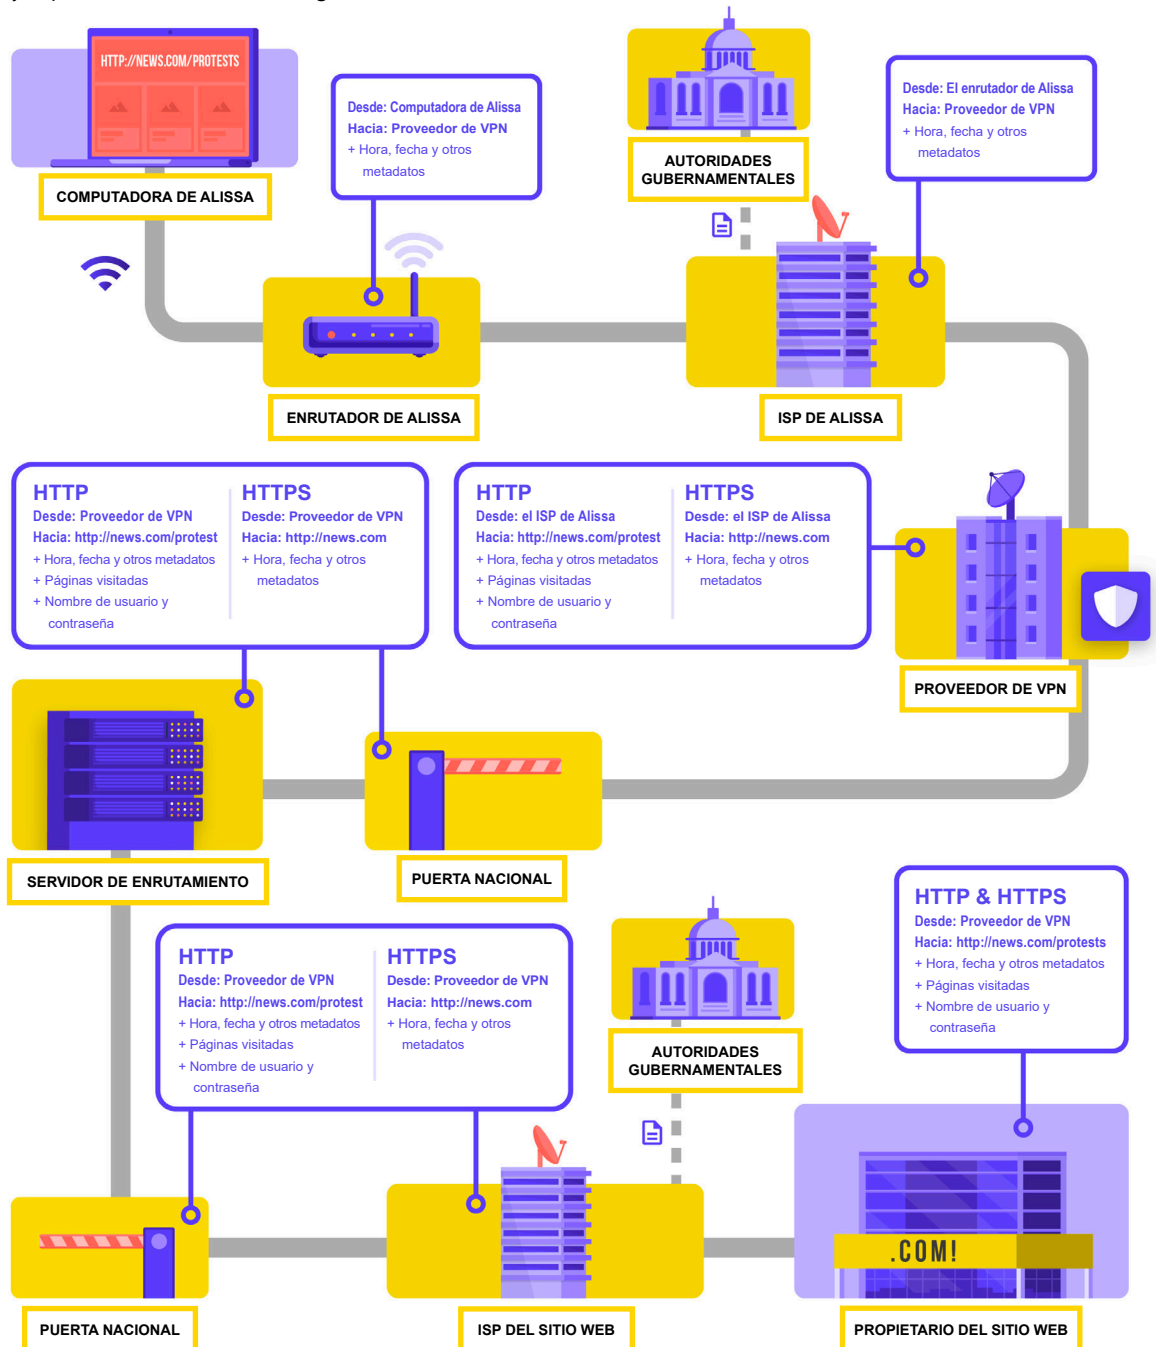 HTTP://NEWS.COM/PROTESTS
COMPUTADORA DE ALISSA
Desde: Computadora de Alissa
Hacia: Proveedor de VPN
+ Hora, fecha y otros
metadatos
ENRUTADOR DE ALISSA
AUTORIDADES
GUBERNAMENTALES
Desde: El enrutador de Alissa
Hacia: Proveedor de VPN
+ Hora, fecha y otros
metadatos
ISP DE ALISSA
HTTP
Desde: el ISP de Alissa
Hacia: http://news.com/protest
+ Hora, fecha y otros metadatos
+ Páginas visitadas
+ Nombre de usuario y
contraseña
HTTPS
Desde: el ISP de Alissa
Hacia: http://news.com
+ Hora, fecha y otros
metadatos
PROVEEDOR DE VPN
HTTP
Desde: Proveedor de VPN
Hacia: http://news.com/protest
+ Hora, fecha y otros metadatos
+ Páginas visitadas
+ Nombre de usuario y
contraseña
HTTPS
Desde: Proveedor de VPN
Hacia: http://news.com
+ Hora, fecha y otros
metadatos
PUERTA NACIONAL
SERVIDOR DE ENRUTAMIENTO
HTTP
Desde: Proveedor de VPN
Hacia: http://news.com/protest
+ Hora, fecha y otros metadatos
+ Páginas visitadas
+ Nombre de usuario y
contraseña
HTTPS
Desde: Proveedor de VPN
Hacia: http://news.com
+ Hora, fecha y otros
metadatos
PUERTA NACIONAL
ISP DEL SITIO WEB
AUTORIDADES
GUBERNAMENTALES
HTTP & HTTPS
Desde: Proveedor de VPN
Hacia: http://news.com/protests
+ Hora, fecha y otros metadatos
+ Páginas visitadas
+ Nombre de usuario y
contraseña
.COM!
PROPIETARIO DEL SITIO WEB